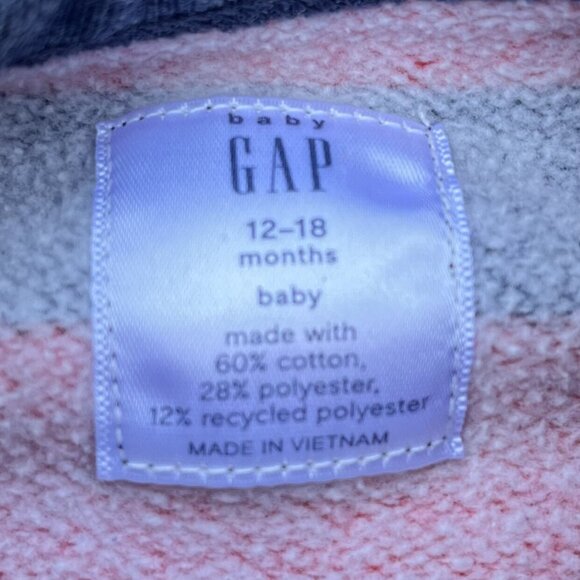 baby
GAP
12–18
months
baby
made with
60% cotton,
28% polyester,
12% recycled polyester
MADE IN VIETNAM